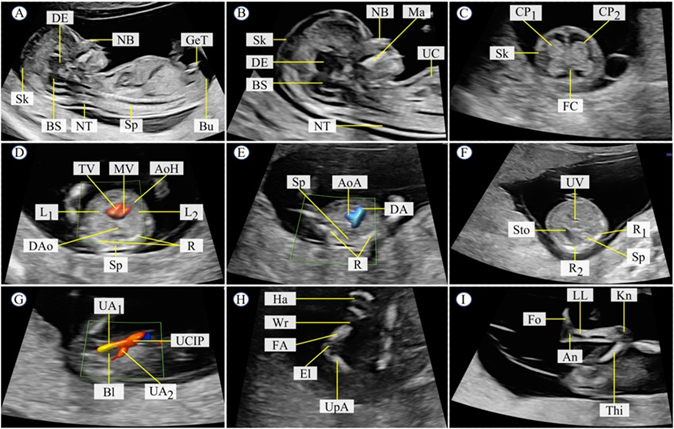 A
DE
NB
GeT
Sk
BS
NT
Sp
Bu
B
NB
Ma
Sk
UC
DE
BS
NT
C
CP1
CP2
Sk
FC
D
TV
MV
AoH
L1
L2
DAo
R
Sp
E
Sp
AoA
DA
R
F
UV
Sto
R1
Sp
R2
G
UA1
UCIP
Bl
UA2
H
Ha
Wr
FA
El
UpA
I
LL
Kn
Fo
An
Thi